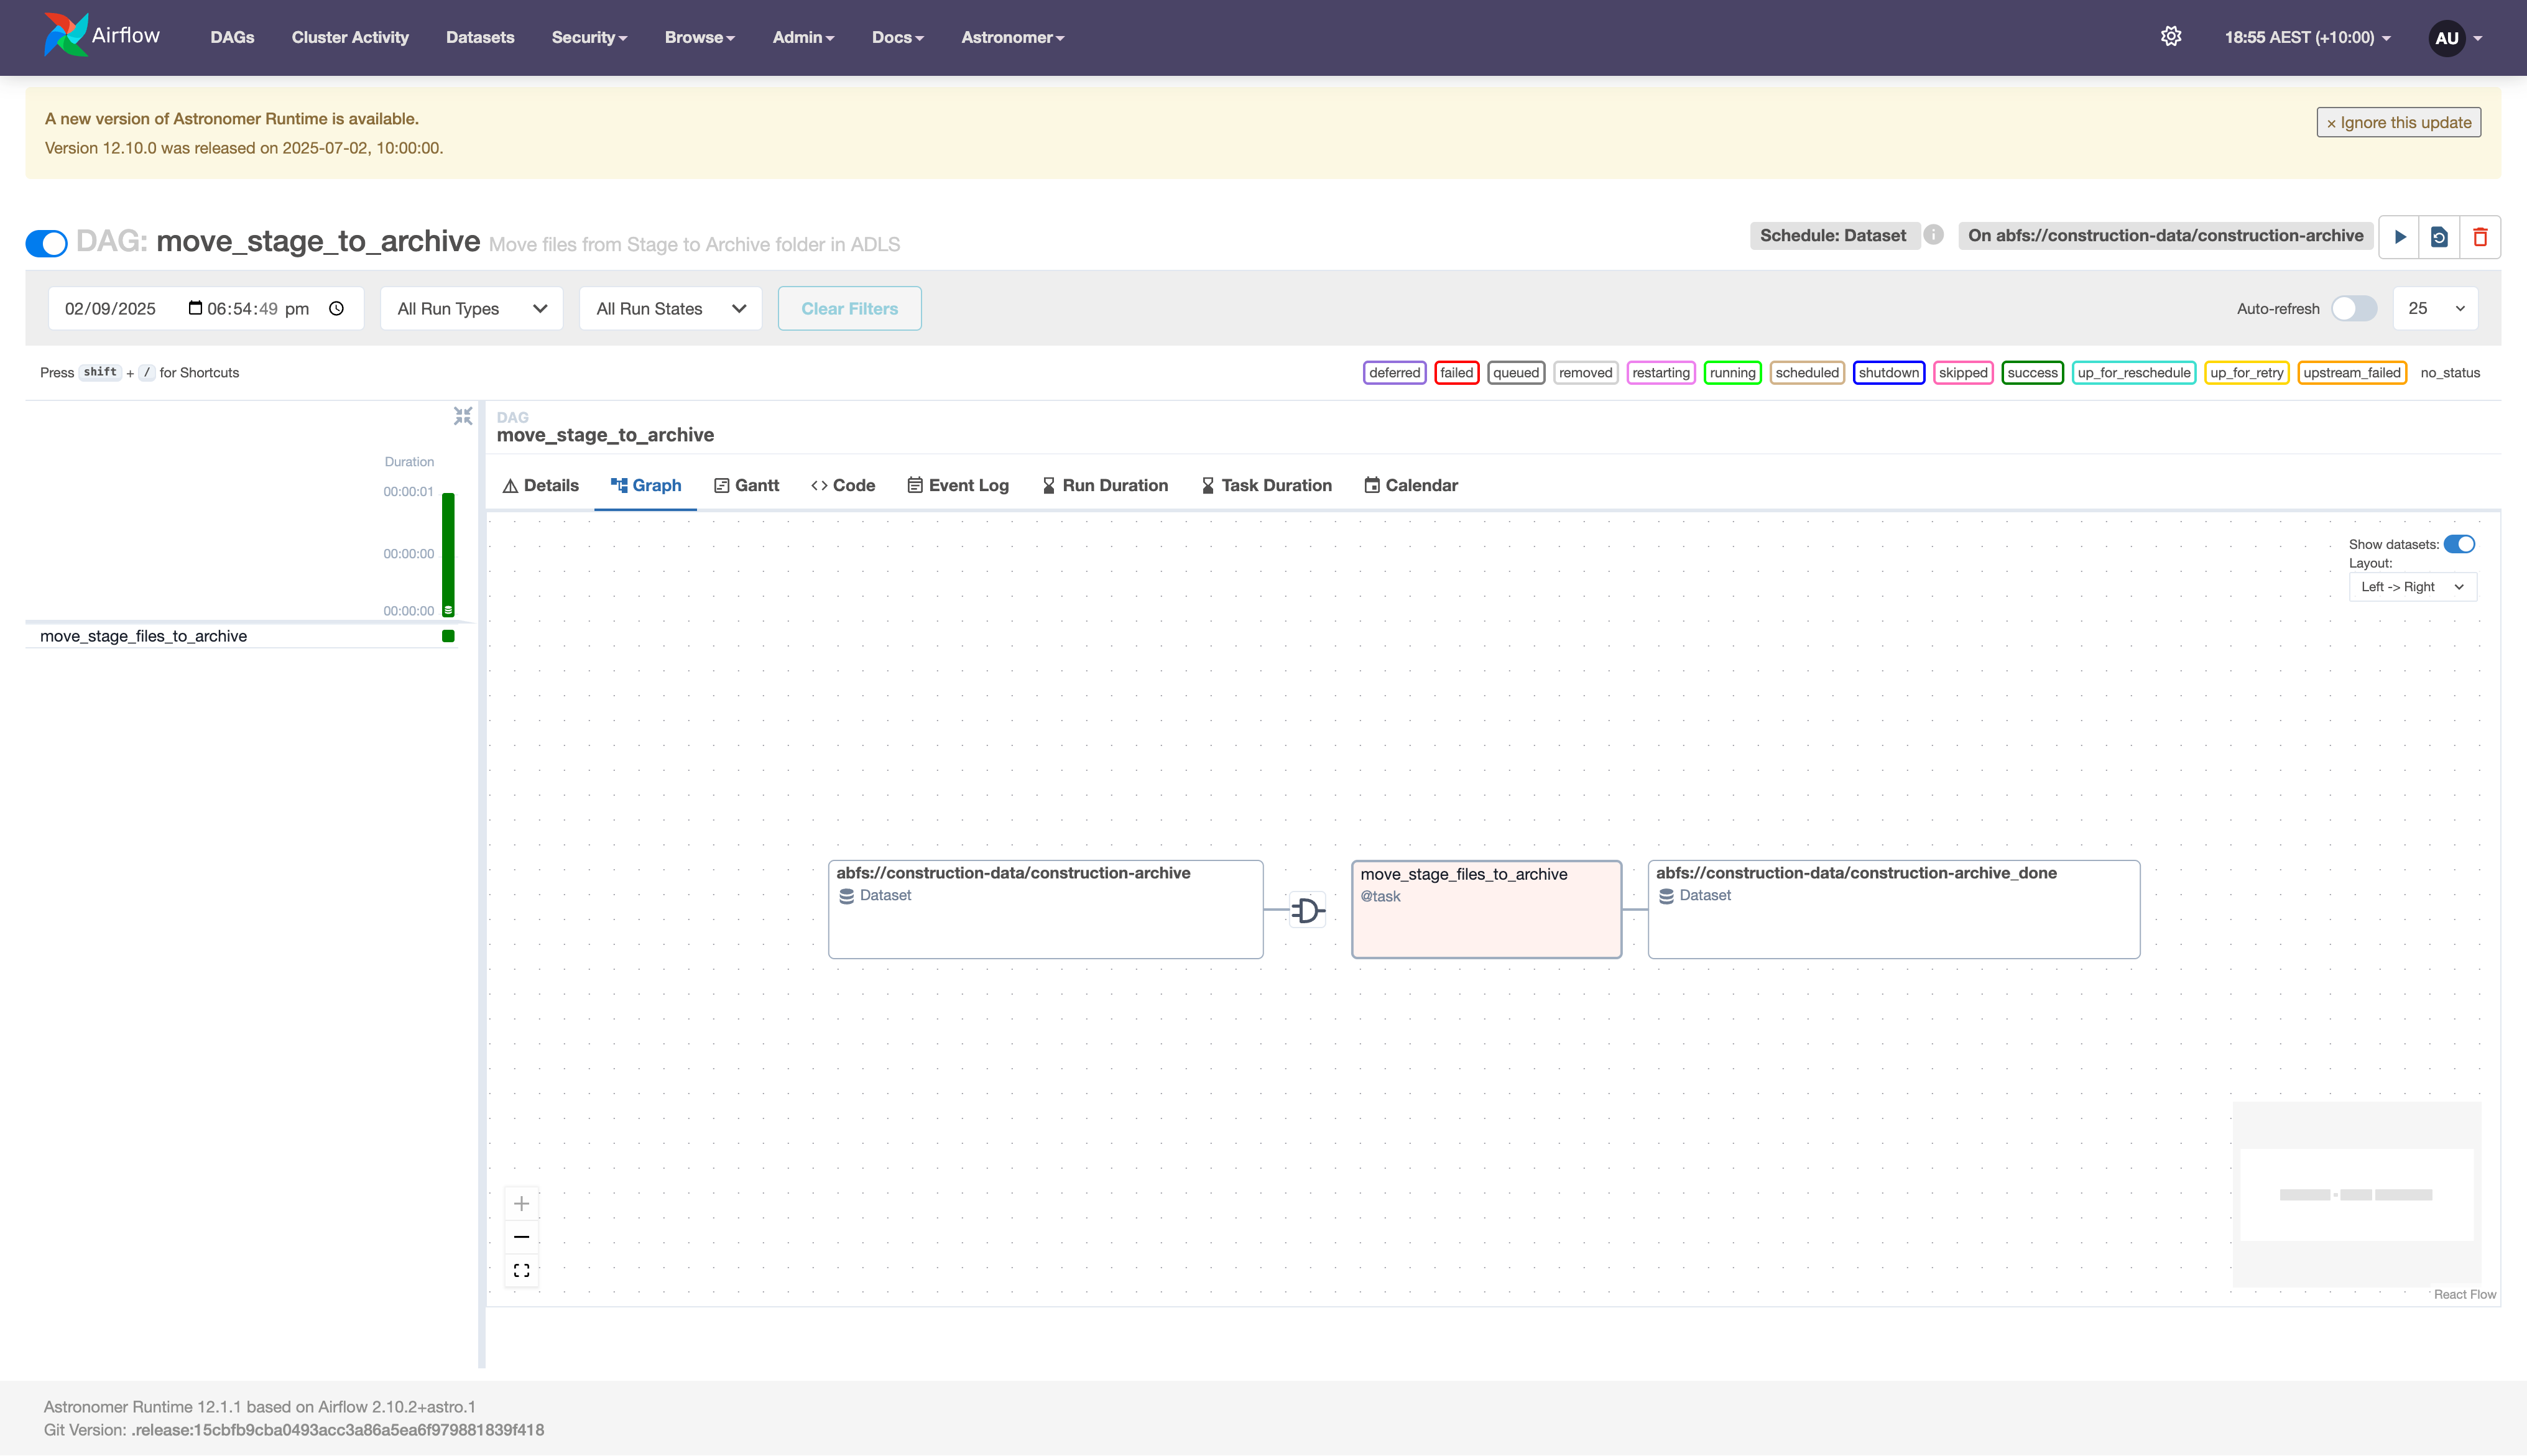 Airflow DAGs Cluster Activity Datasets Security Browse Admin Docs Astronomer 18:55 AEST (+10:00) AU
A new version of Astronomer Runtime is available.
× Ignore this update
Version 12.10.0 was released on 2025-07-02, 10:00:00.
DAG: move_stage_to_archive Move files from Stage to Archive folder in ADLS
Schedule: Dataset i On abfs://construction-data/construction-archive
02/09/2025 06:54:49 pm All Run Types All Run States Clear Filters Auto-refresh 25
Press shift + / for Shortcuts
deferred failed queued removed restarting running scheduled shutdown skipped success up_for_reschedule up_for_retry upstream_failed no_status
Duration
00:00:01
00:00:00
00:00:00
move_stage_files_to_archive
DAG
move_stage_to_archive
Details Graph Gantt Code Event Log Run Duration Task Duration Calendar
Show datasets:
Layout:
Left -> Right
abfs://construction-data/construction-archive
Dataset
move_stage_files_to_archive
@task
abfs://construction-data/construction-archive_done
Dataset
React Flow
Astronomer Runtime 12.1.1 based on Airflow 2.10.2+astro.1
Git Version: .release:15cbfb9cba0493acc3a86a5ea6f979881839f418